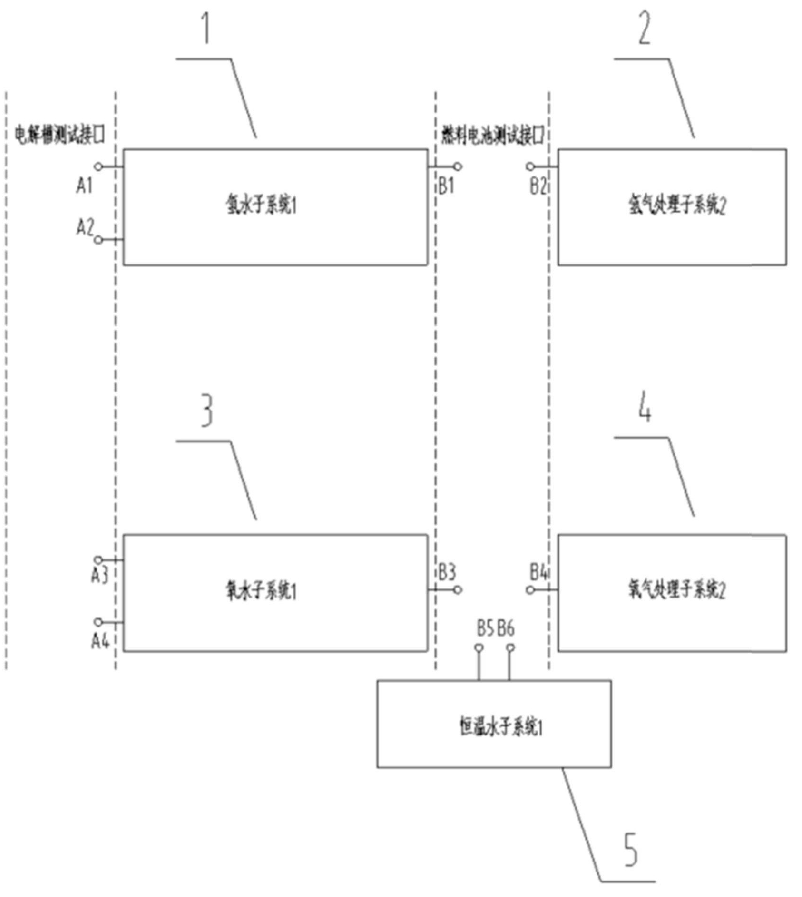 1
2
电解槽测试接口
燃料电池测试接口
A1
氢水子系统1
B1
B2
氢气处理子系统2
A2
3
4
A3
氧水子系统1
B3
B4
氧气处理子系统2
A4
B5 B6
恒温水子系统1
5